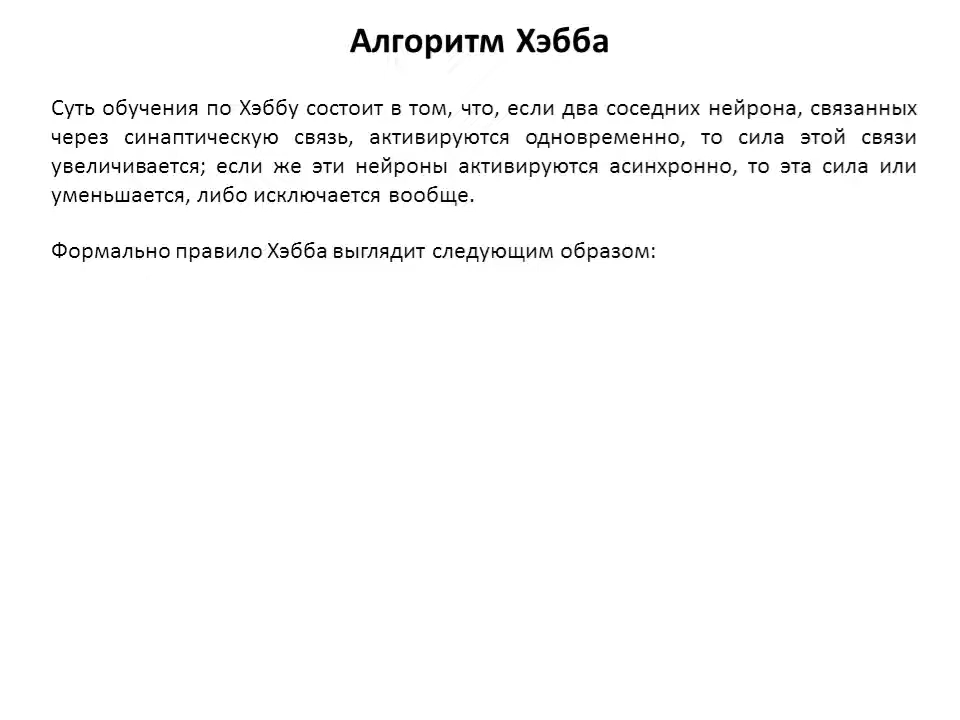 Алгоритм Хэбба
Суть обучения по Хэббу состоит в том, что, если два соседних нейрона, связанных
через синаптическую связь, активируются одновременно, то сила этой связи
увеличивается; если же эти нейроны активируются асинхронно, то эта сила или
уменьшается, либо исключается вообще.
Формально правило Хэбба выглядит следующим образом: